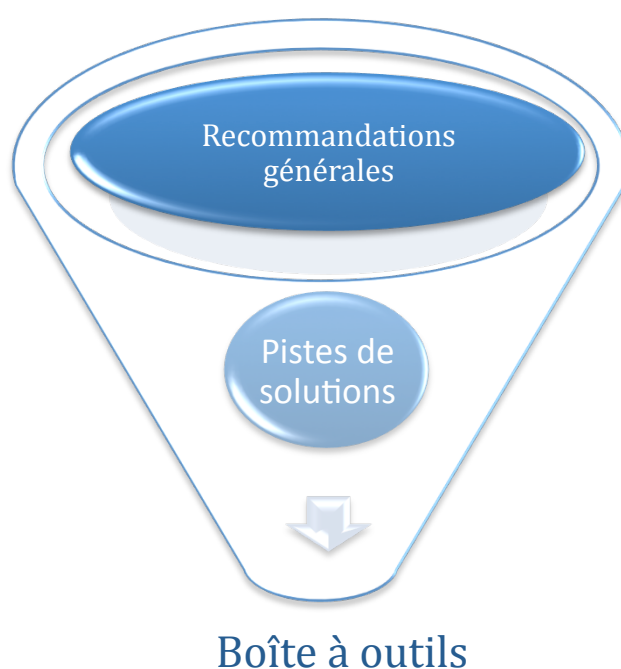 Recommandations
générales
Pistes de
solutions
Boîte à outils